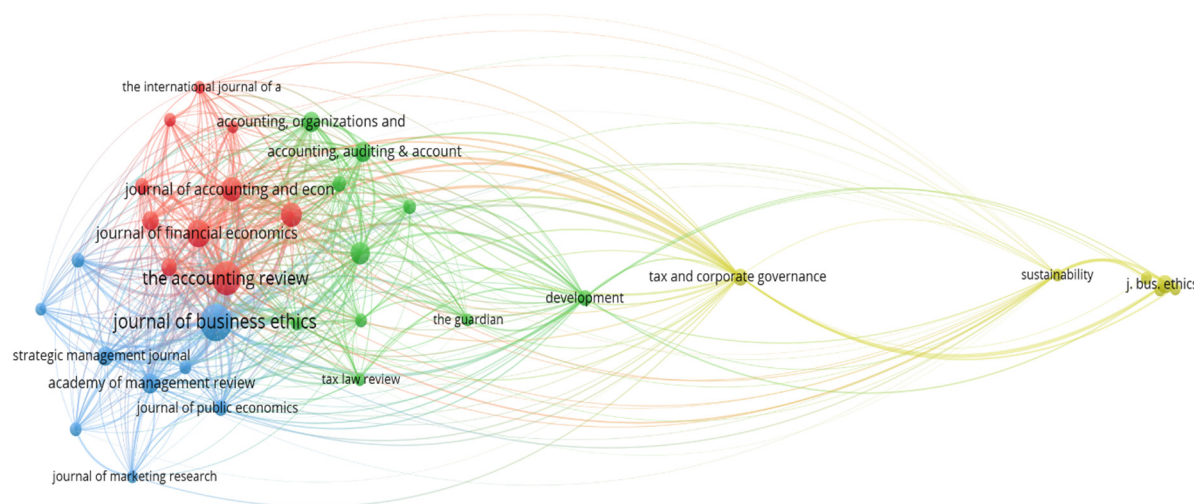 the international journal of a
accounting, organizations and
accounting, auditing & account
journal of accounting and econ
journal of financial economics
the accounting review
tax and corporate governance
sustainability
j. bus. ethics
development
journal of business ethics
the guardian
strategic management journal
tax law review
academy of management review
journal of public economics
journal of marketing research